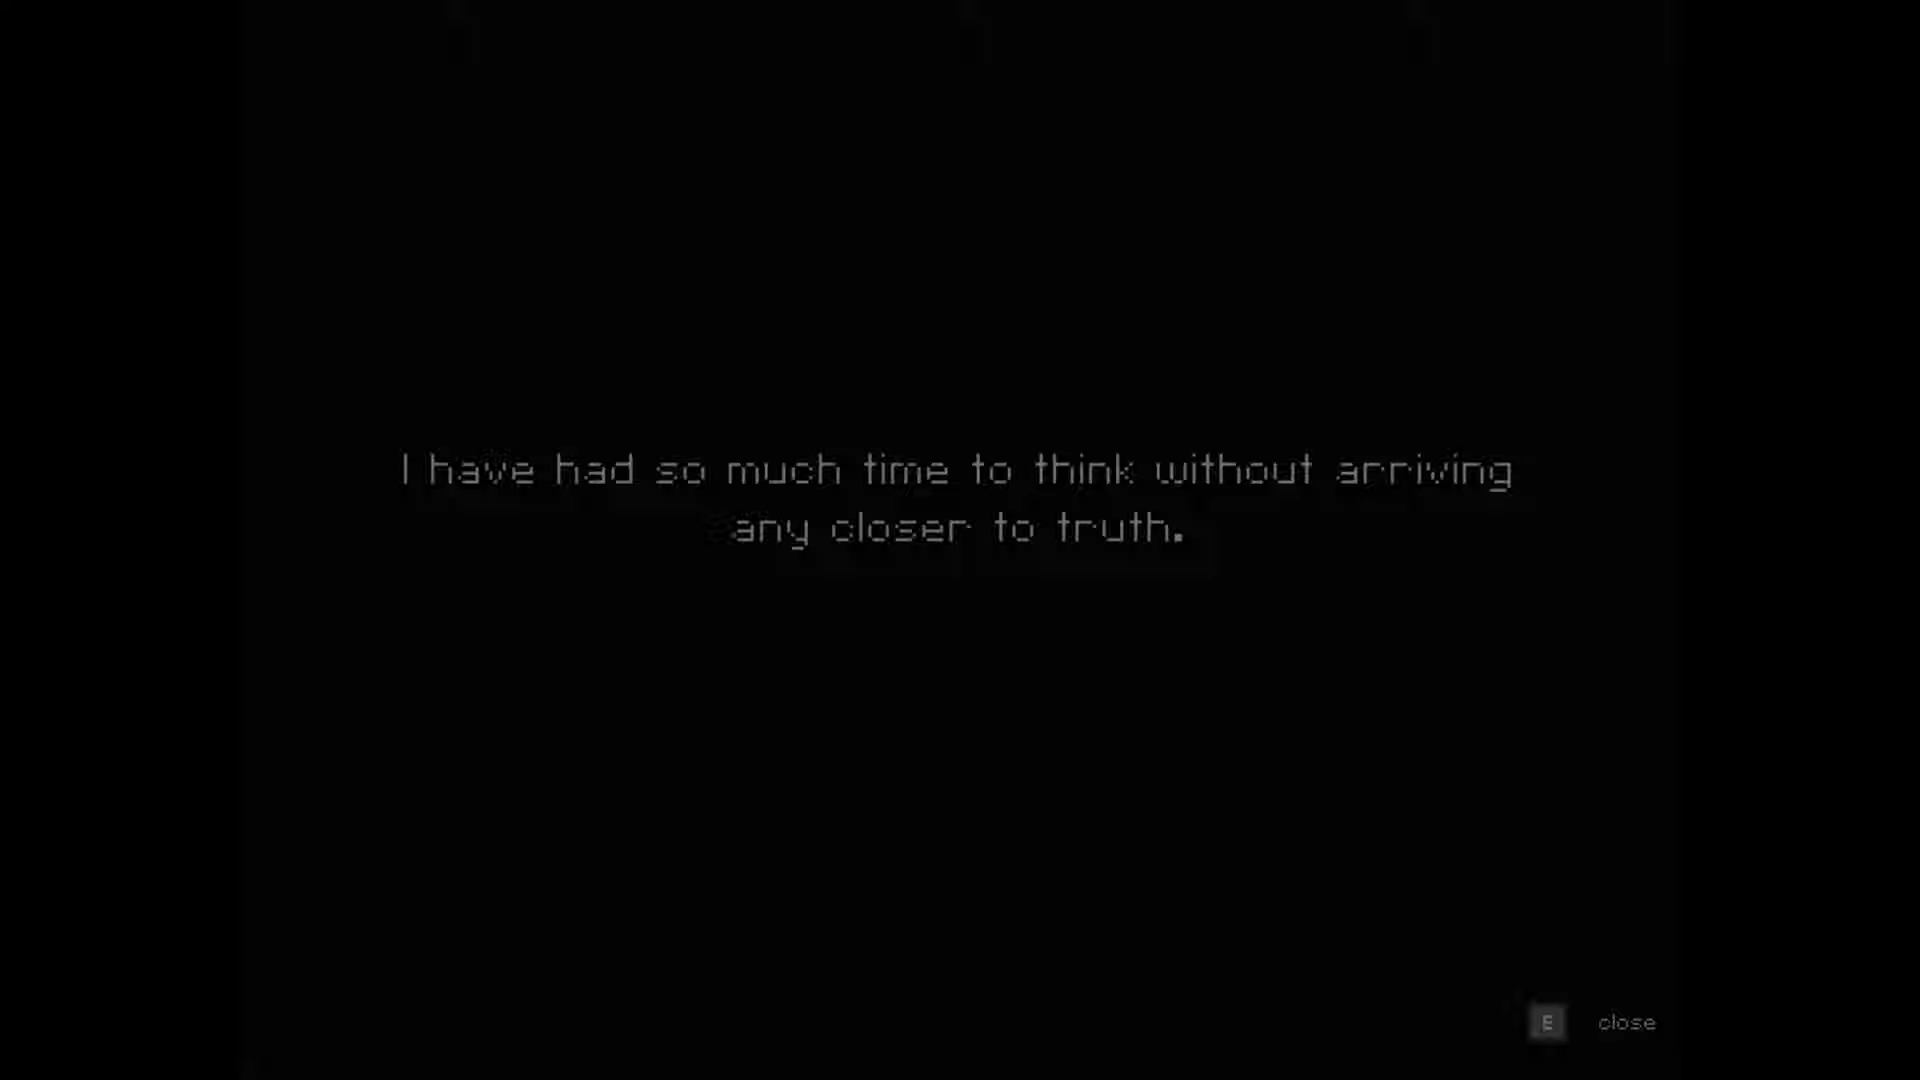 I have had so much time to think without arriving
any closer to truth.
E close